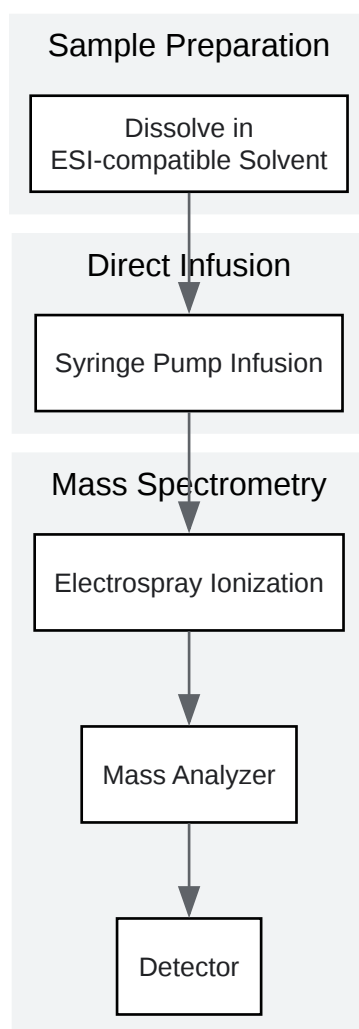 Sample Preparation
Dissolve in
ESI-compatible Solvent
Direct Infusion
Syringe Pump Infusion
Mass Spectrometry
Electrospray Ionization
Mass Analyzer
Detector